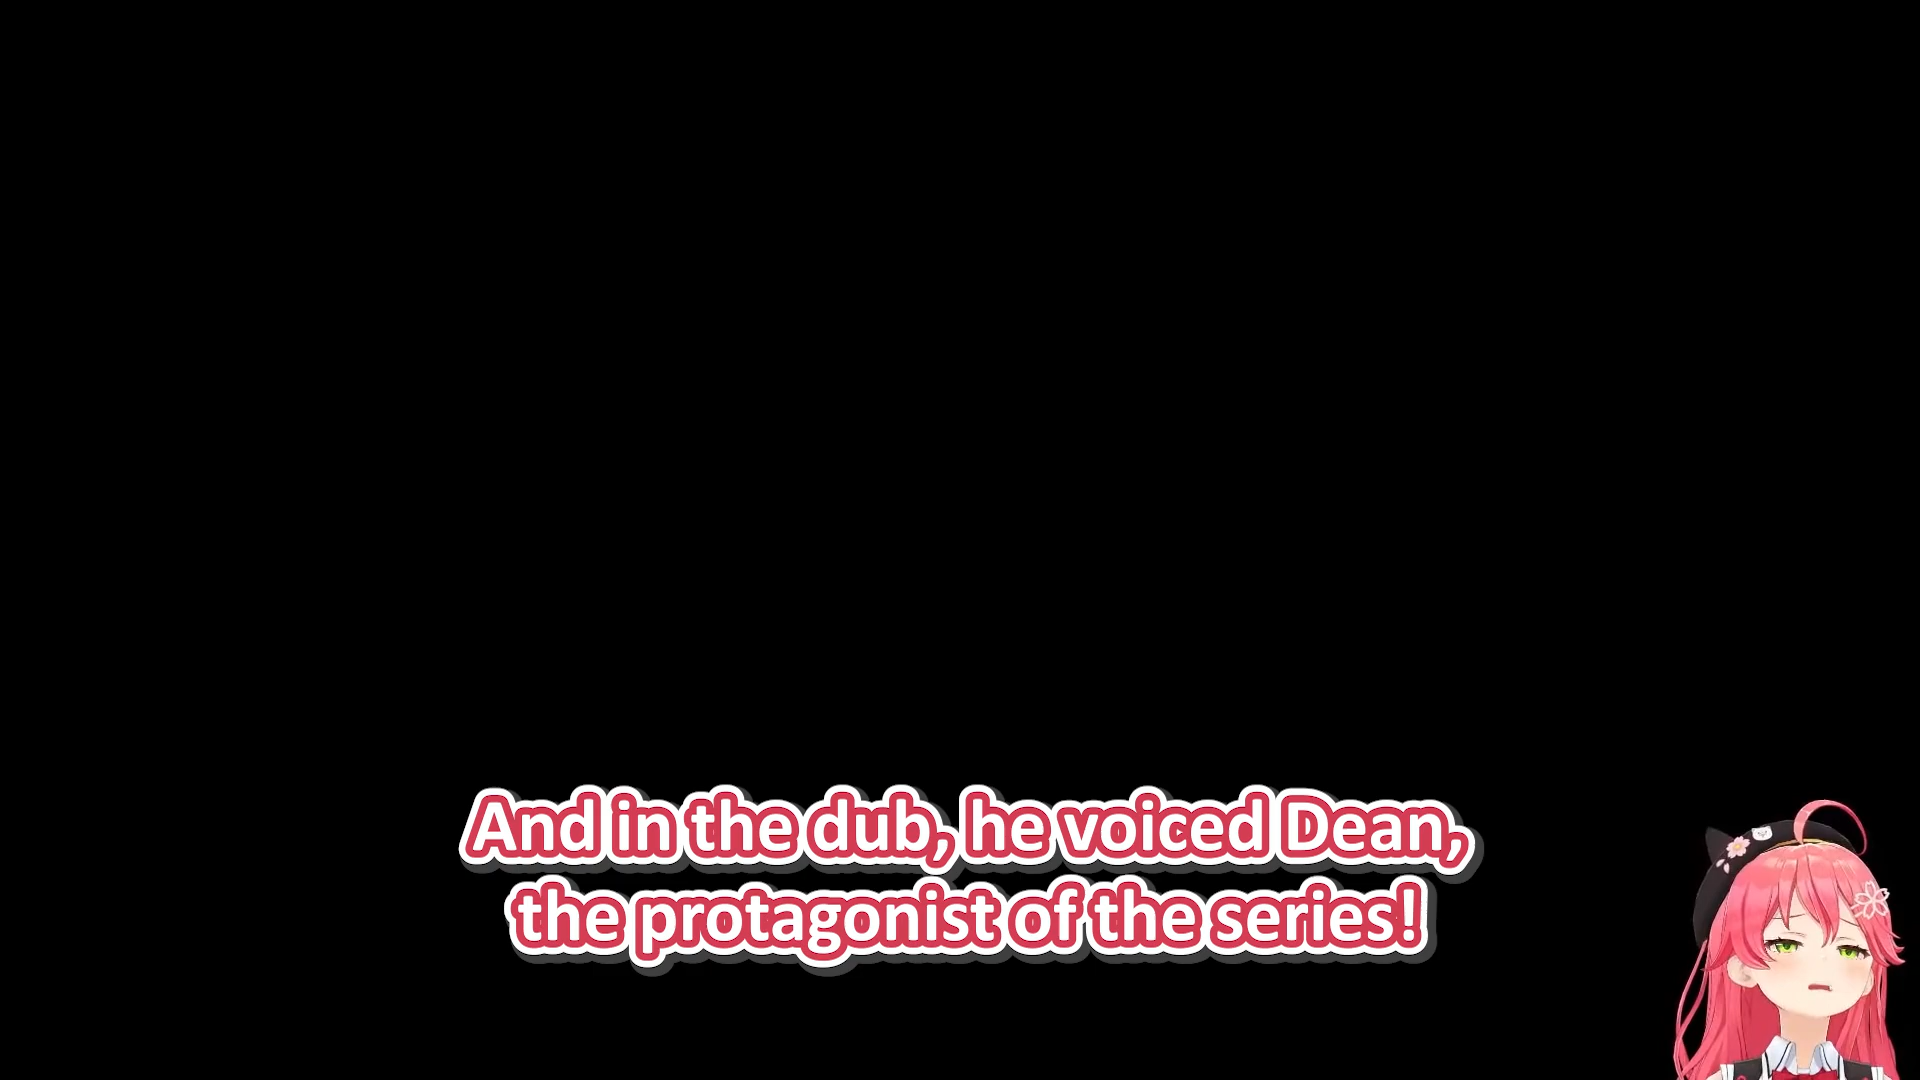 And in the dub, he voiced Dean,
the protagonist of the series!